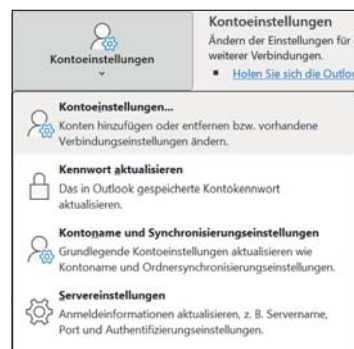 Kontoeinstellungen
Kontoeinstellungen
Ändern der Einstellungen für
weiterer Verbindungen.
Holen Sie sich die Outlo
Kontoeinstellungen...
Konten hinzufügen oder entfernen bzw. vorhandene
Verbindungseinstellungen ändern.
Kennwort aktualisieren
Das in Outlook gespeicherte Kontokennwort
aktualisieren.
Kontoname und Synchronisierungseinstellungen
Grundlegende Kontoeinstellungen aktualisieren wie
Kontoname und Ordnersynchronisierungseinstellungen.
Servereinstellungen
Anmeldeinformationen aktualisieren, z. B. Servername,
Port und Authentifizierungseinstellungen.